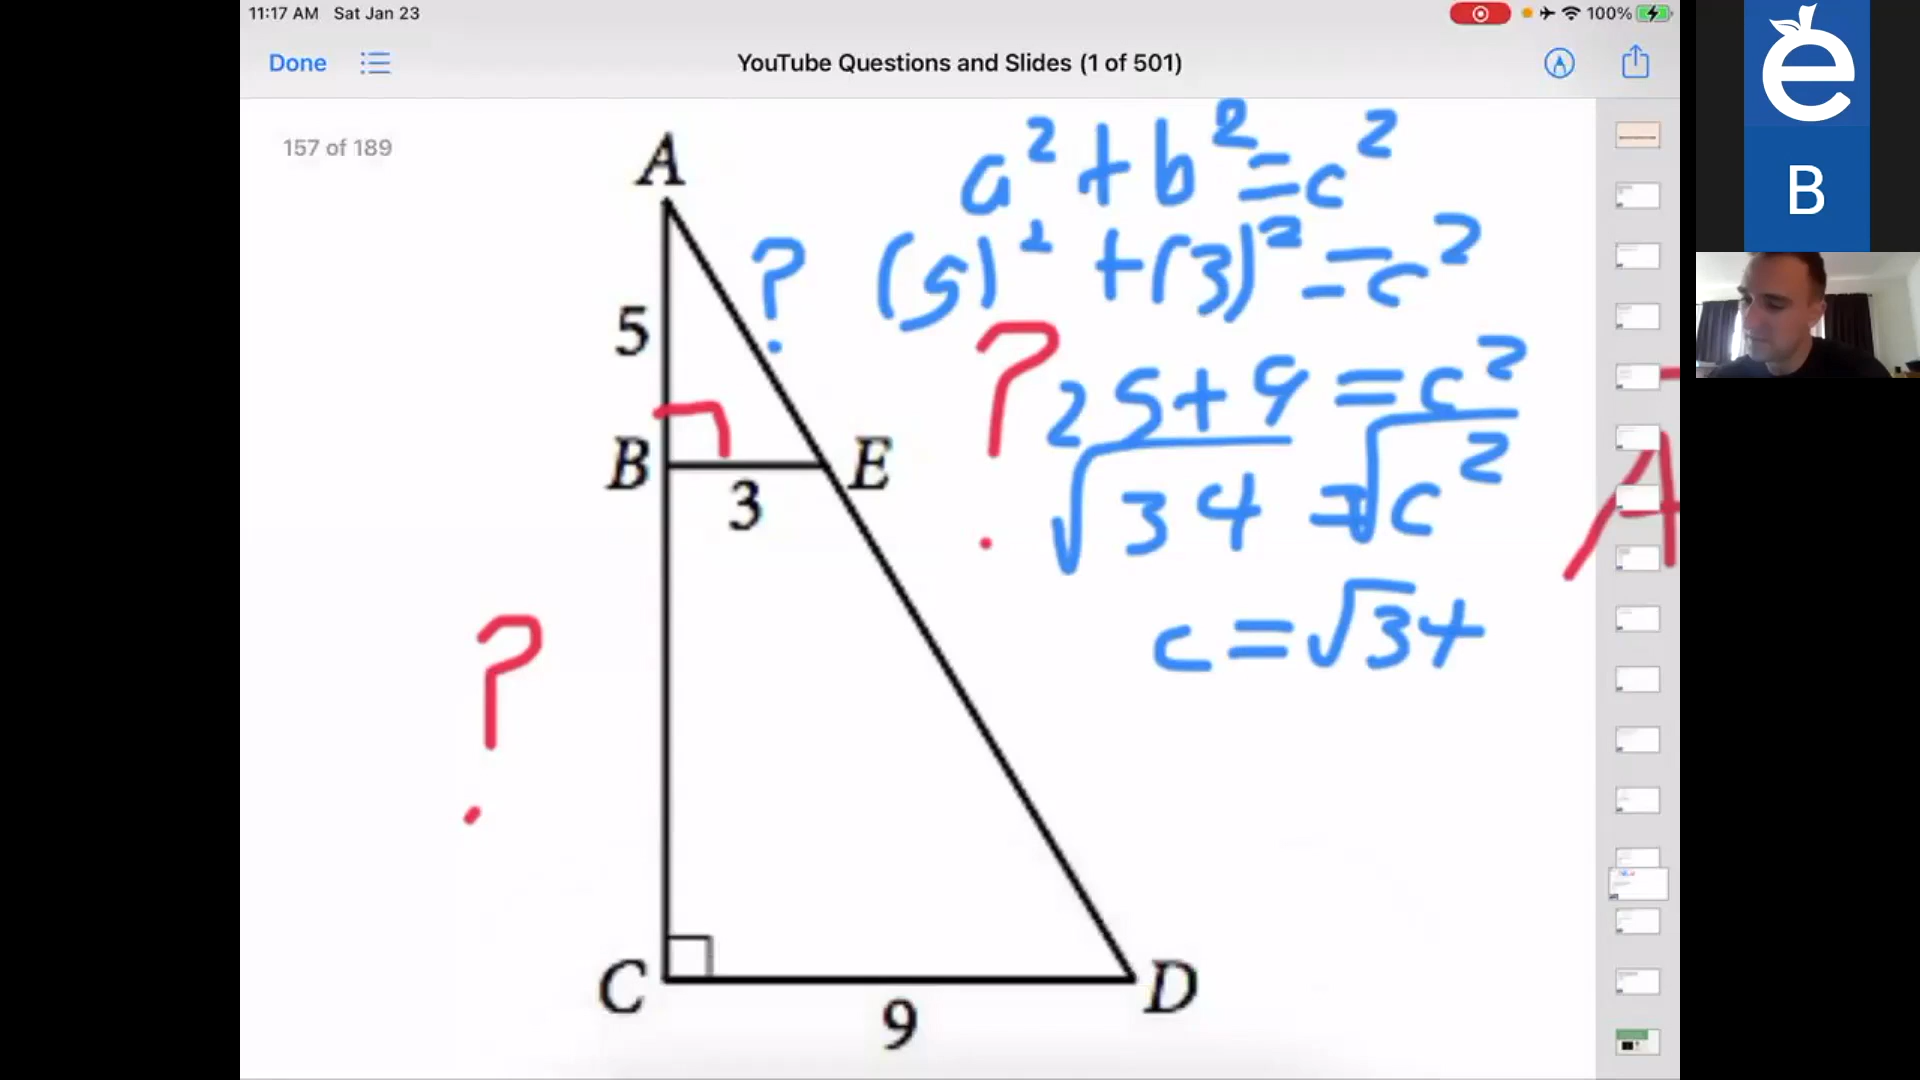 11:17 AM Sat Jan 23
100%
Done
YouTube Questions and Slides (1 of 501)
157 of 189
e
B
A
a² + b² = c²
? (5)² + (3)² = c²
5
?
25 + 9 = c²
B
E
3
√34 = √c²
A
c = √34
?
C
D
9